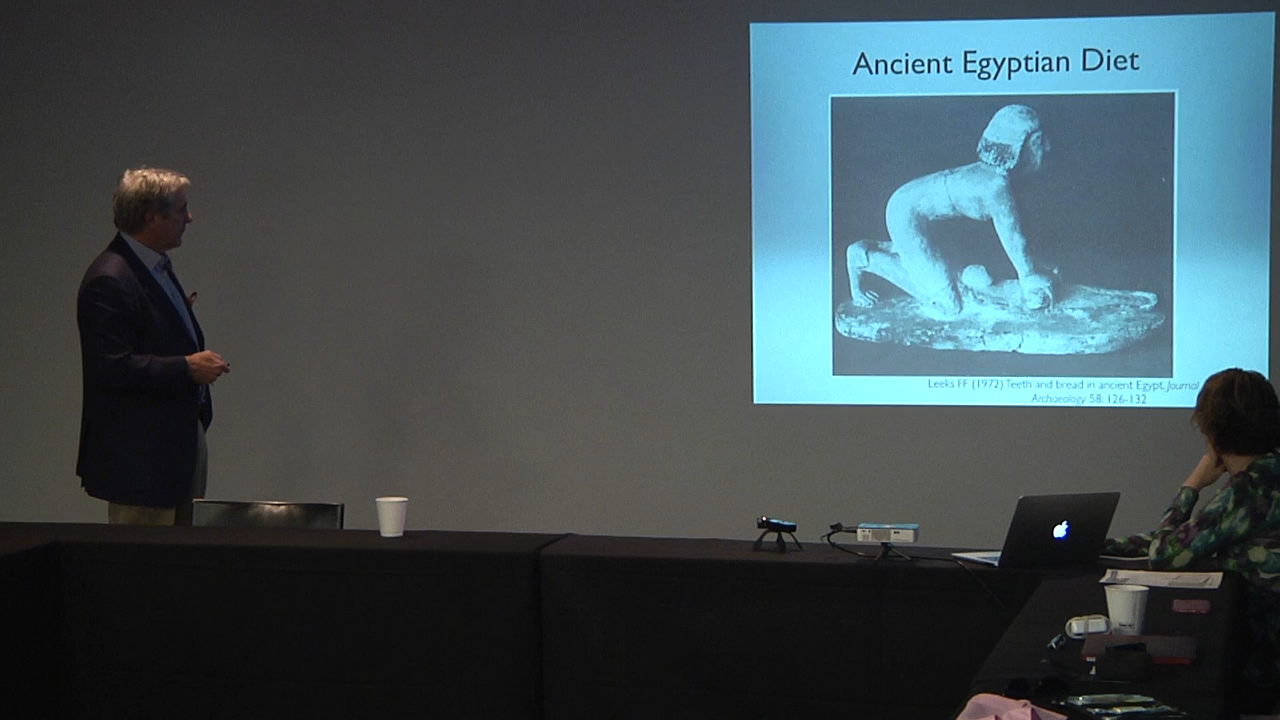 Ancient Egyptian Diet
Leeks FF (1972) Teeth and bread in ancient Egypt. Journal
Archaeology 58: 126-132